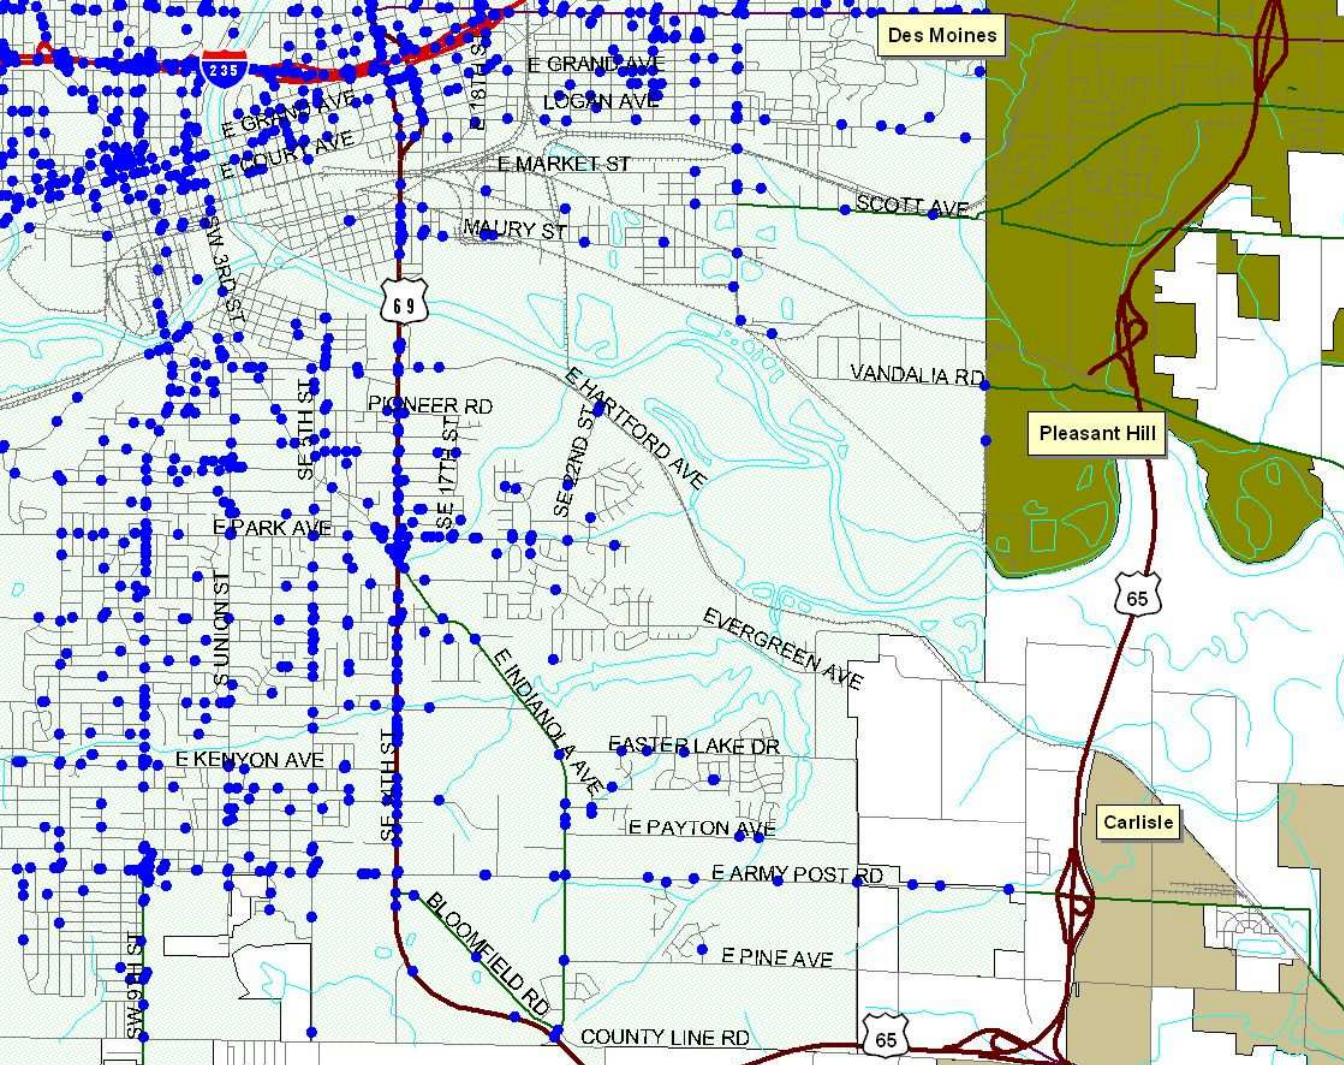 Des Moines
235
E GRAND AVE
LOGAN AVE
E 18TH ST
E GRAND AVE
E COURT AVE
E MARKET ST
SCOTT AVE
MAURY ST
SW 3RD ST
69
VANDALIA RD
E HARTFORD AVE
PIONEER RD
Pleasant Hill
SE 5TH ST
SE 17TH ST
SE 22ND ST
E PARK AVE
65
S UNION ST
EVERGREEN AVE
E INDIANOLA AVE
EASTER LAKE DR
E KENYON AVE
SE 14TH ST
E PAYTON AVE
Carlisle
E ARMY POST RD
BLOOMFIELD RD
E PINE AVE
SW 9TH ST
COUNTY LINE RD
65